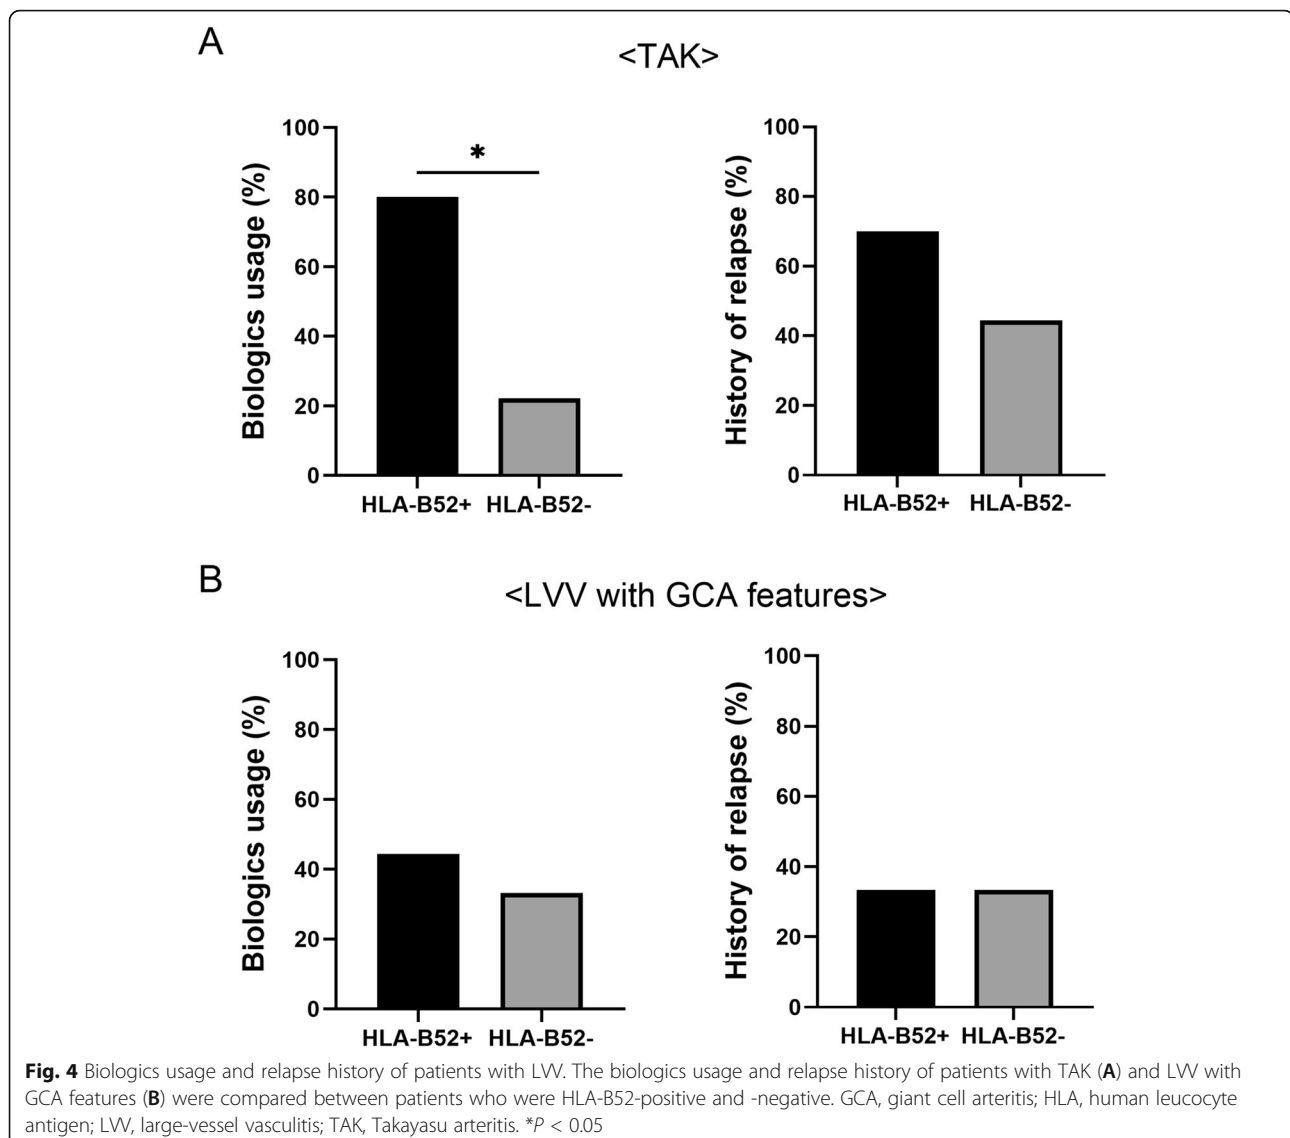 A
<TAK>
100
80
60
40
20
0
Biologics usage (%)
*
HLA-B52+ HLA-B52-
100
80
60
40
20
0
History of relapse (%)
HLA-B52+ HLA-B52-
B
<LVV with GCA features>
100
80
60
40
20
0
Biologics usage (%)
HLA-B52+ HLA-B52-
100
80
60
40
20
0
History of relapse (%)
HLA-B52+ HLA-B52-
Fig. 4 Biologics usage and relapse history of patients with LVV. The biologics usage and relapse history of patients with TAK (A) and LVV with
GCA features (B) were compared between patients who were HLA-B52-positive and -negative. GCA, giant cell arteritis; HLA, human leucocyte
antigen; LVV, large-vessel vasculitis; TAK, Takayasu arteritis. *P < 0.05